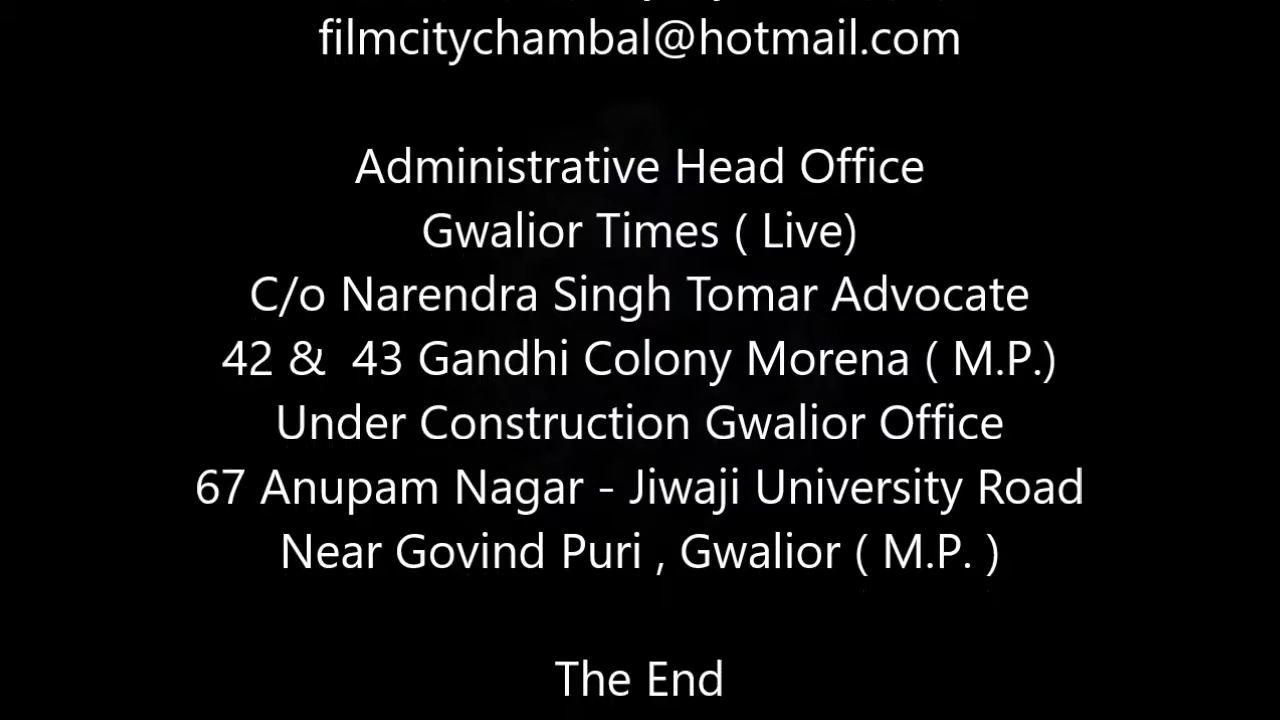 filmcitychambal@hotmail.com
Administrative Head Office
Gwalior Times ( Live)
C/o Narendra Singh Tomar Advocate
42 &  43 Gandhi Colony Morena ( M.P.)
Under Construction Gwalior Office
67 Anupam Nagar - Jiwaji University Road
Near Govind Puri , Gwalior ( M.P. )
The End